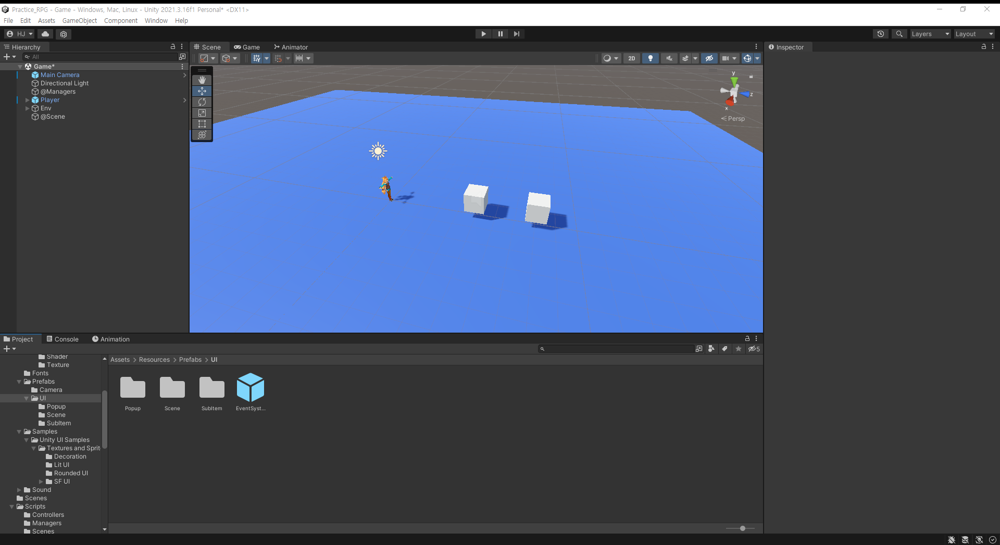 Practice_RPG - Game - Windows, Mac, Linux - Unity 2021.3.16f1 Personal* <DX11>
File Edit Assets GameObject Component Window Help
HJ
Layers Layout
Hierarchy
Scene Game Animator
Inspector
All
2D
Game*
Main Camera
Directional Light
@Managers
Player
Env
@Scene
y
z
x
Persp
Project Console Animation
5
Assets > Resources > Prefabs > UI
Shader
Texture
Fonts
Prefabs
Camera
UI
Popup
Scene
SubItem
Samples
Unity UI Samples
Textures and Sprit
Decoration
Lit UI
Rounded UI
SF UI
Sound
Scenes
Scripts
Controllers
Managers
Scenes
Popup Scene SubItem EventSyst...